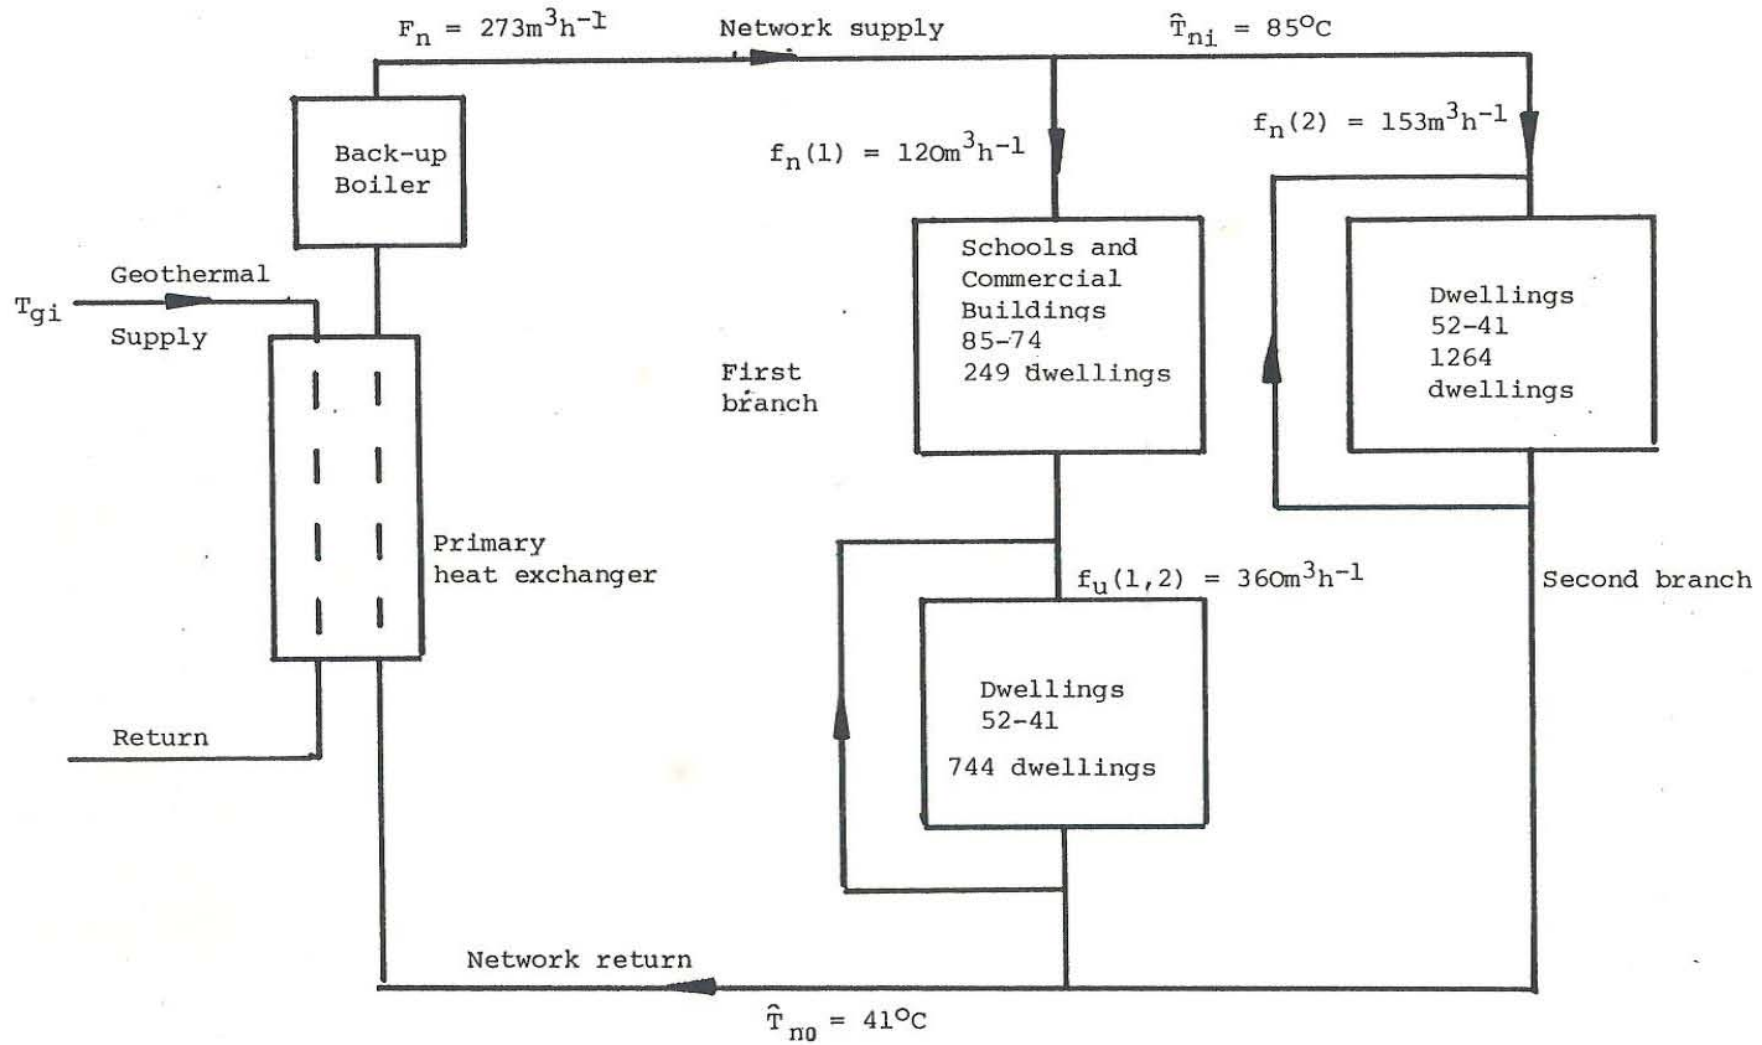 Fn = 273m³h⁻¹
Network supply
T̂ni = 85°C
fn(2) = 153m³h⁻¹
fn(1) = 120m³h⁻¹
Back-up
Boiler
Geothermal
Tgi
Supply
Schools and
Commercial
Buildings
85-74
249 dwellings
Dwellings
52-41
1264
dwellings
First
branch
Primary
heat exchanger
fu(1,2) = 360m³h⁻¹
Second branch
Dwellings
52-41
744 dwellings
Return
Network return
T̂no = 41°C